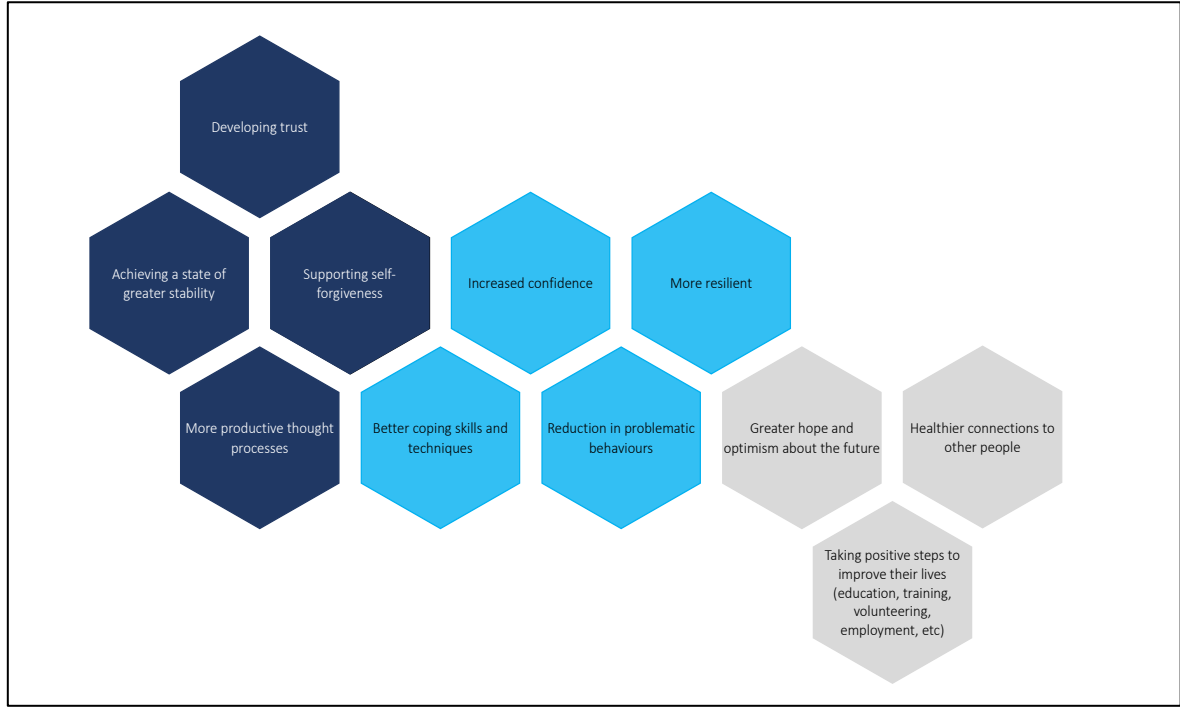 Developing trust
Achieving a state of
greater stability
Supporting self-
forgiveness
Increased confidence
More resilient
More productive thought
processes
Better coping skills and
techniques
Reduction in problematic
behaviours
Greater hope and
optimism about the future
Healthier connections to
other people
Taking positive steps to
improve their lives
(education, training,
volunteering,
employment, etc)